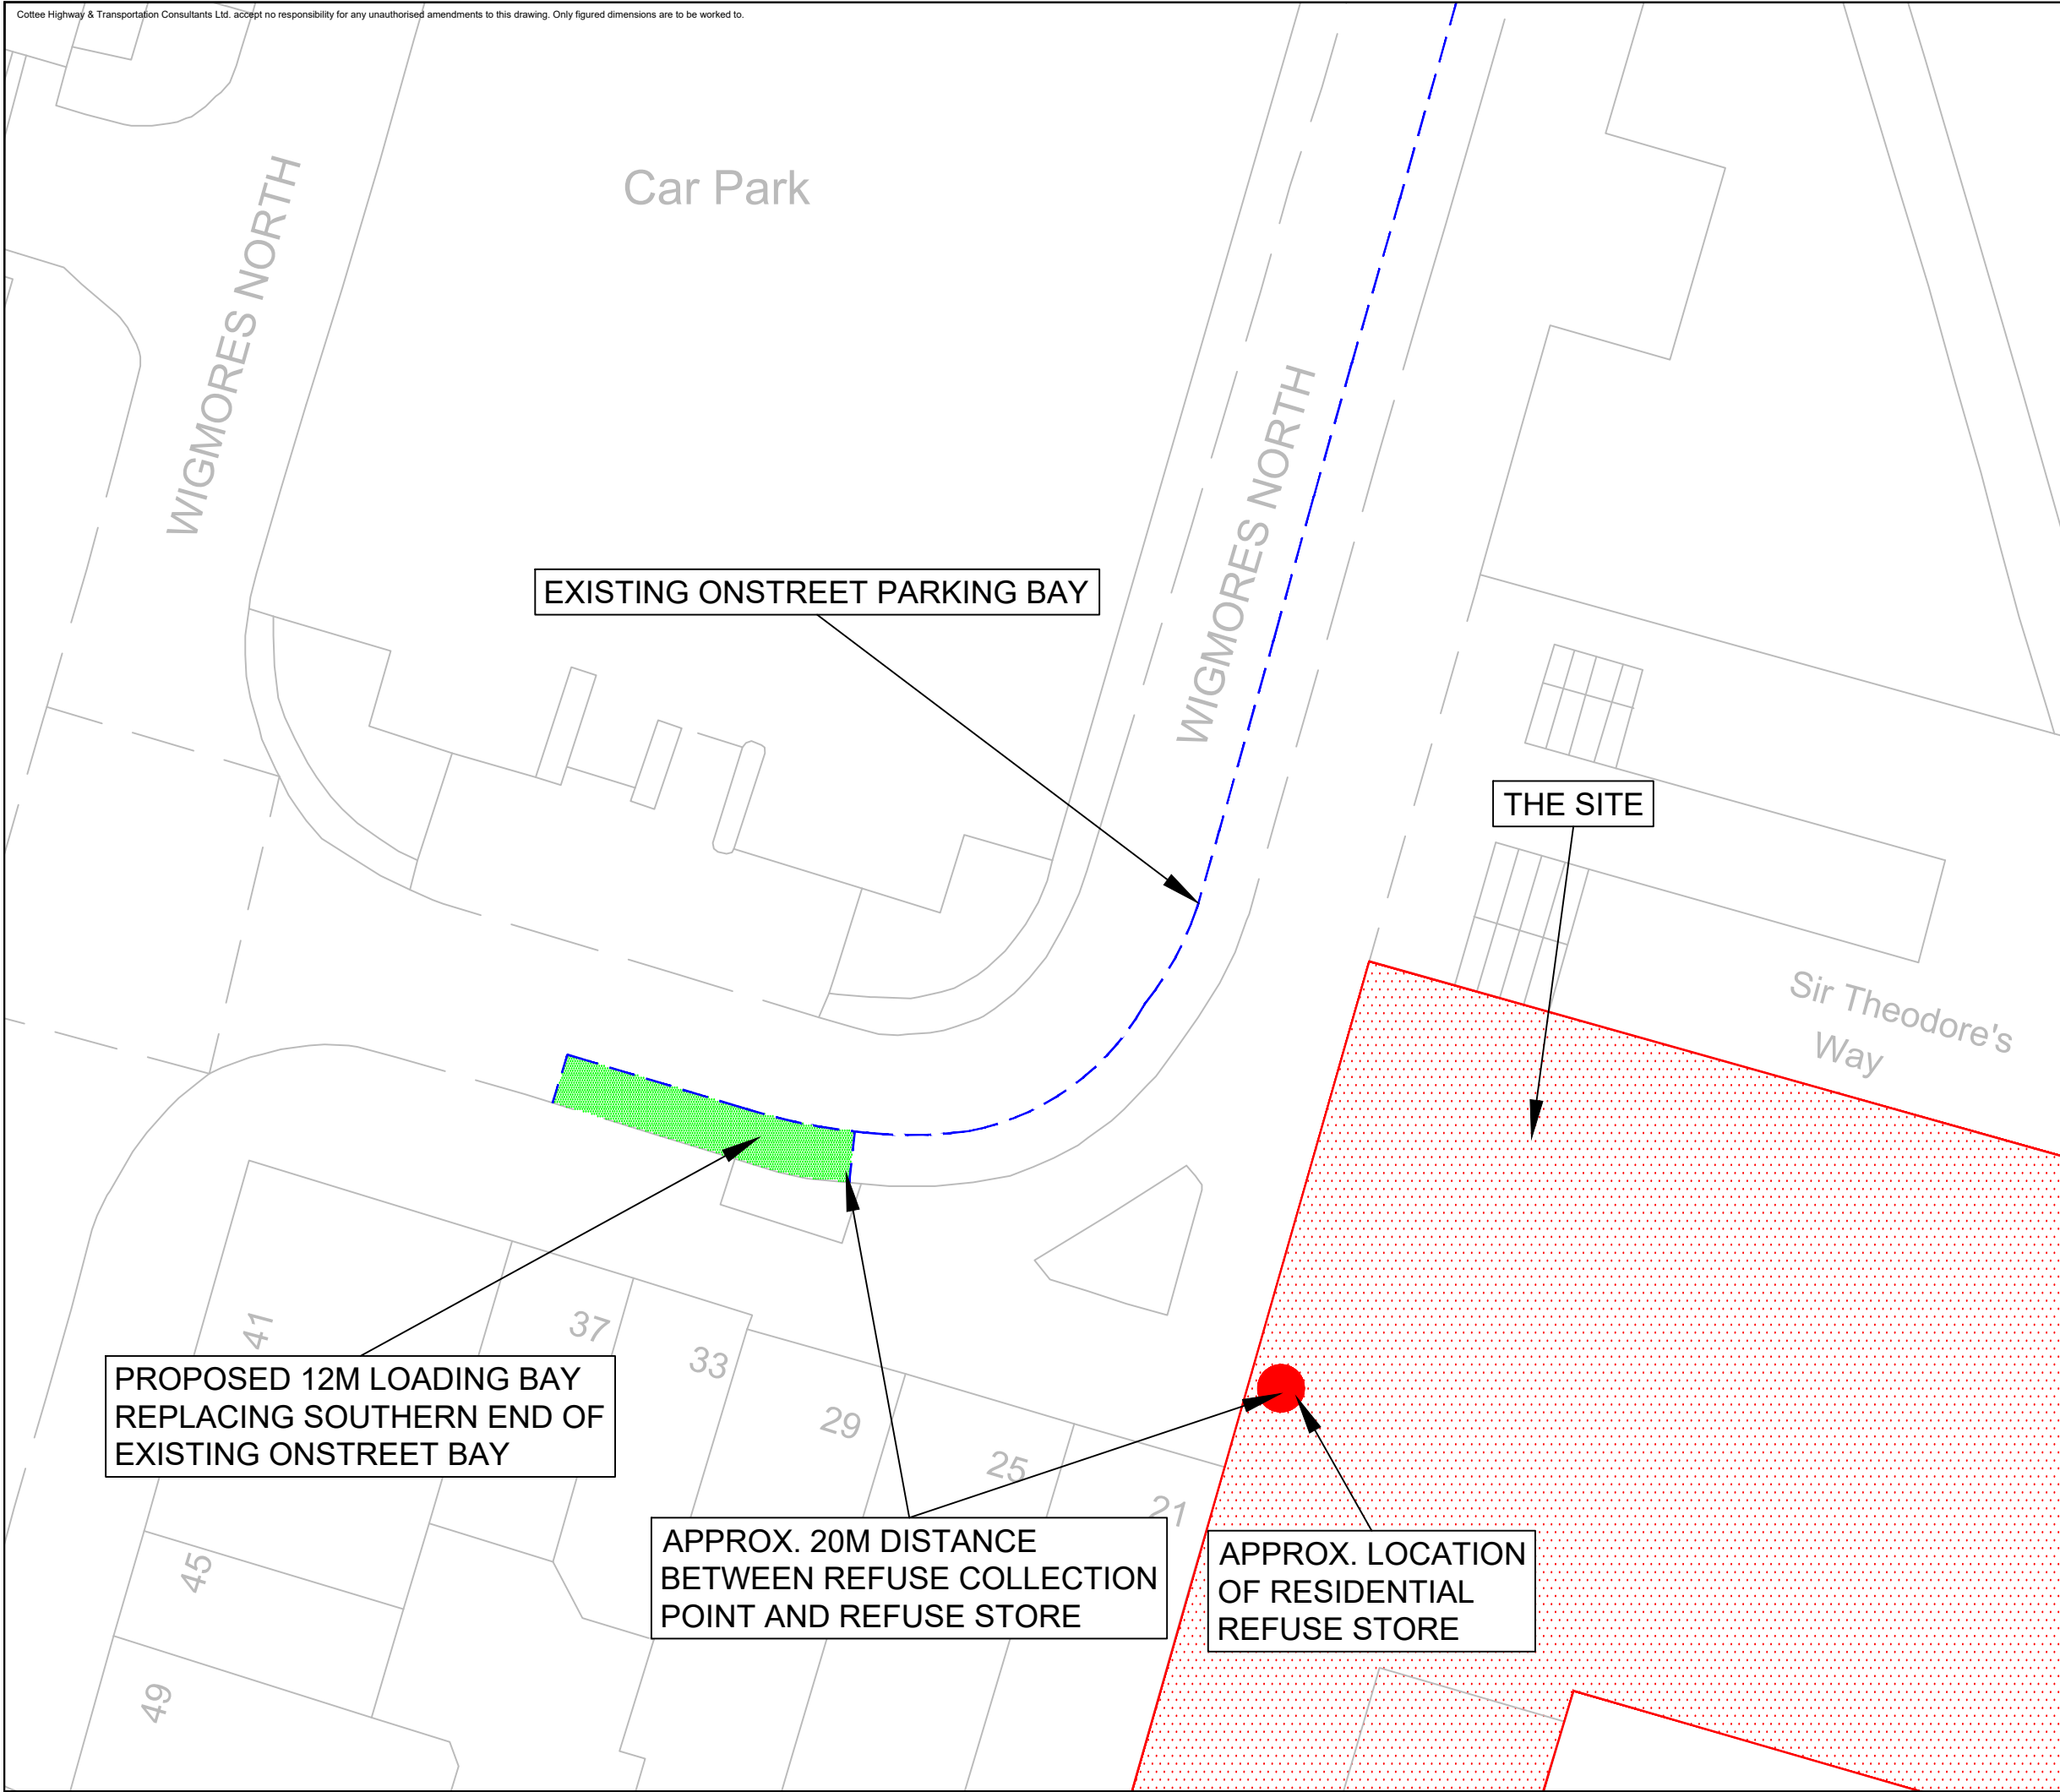 Cottee Highway & Transportation Consultants Ltd. accept no responsibility for any unauthorised amendments to this drawing. Only figured dimensions are to be worked to.
Car Park
WIGMORES NORTH
WIGMORES NORTH
EXISTING ONSTREET PARKING BAY
THE SITE
Sir Theodore's
Way
41
37
33
29
25
21
45
49
PROPOSED 12M LOADING BAY
REPLACING SOUTHERN END OF
EXISTING ONSTREET BAY
APPROX. 20M DISTANCE
BETWEEN REFUSE COLLECTION
POINT AND REFUSE STORE
APPROX. LOCATION
OF RESIDENTIAL
REFUSE STORE